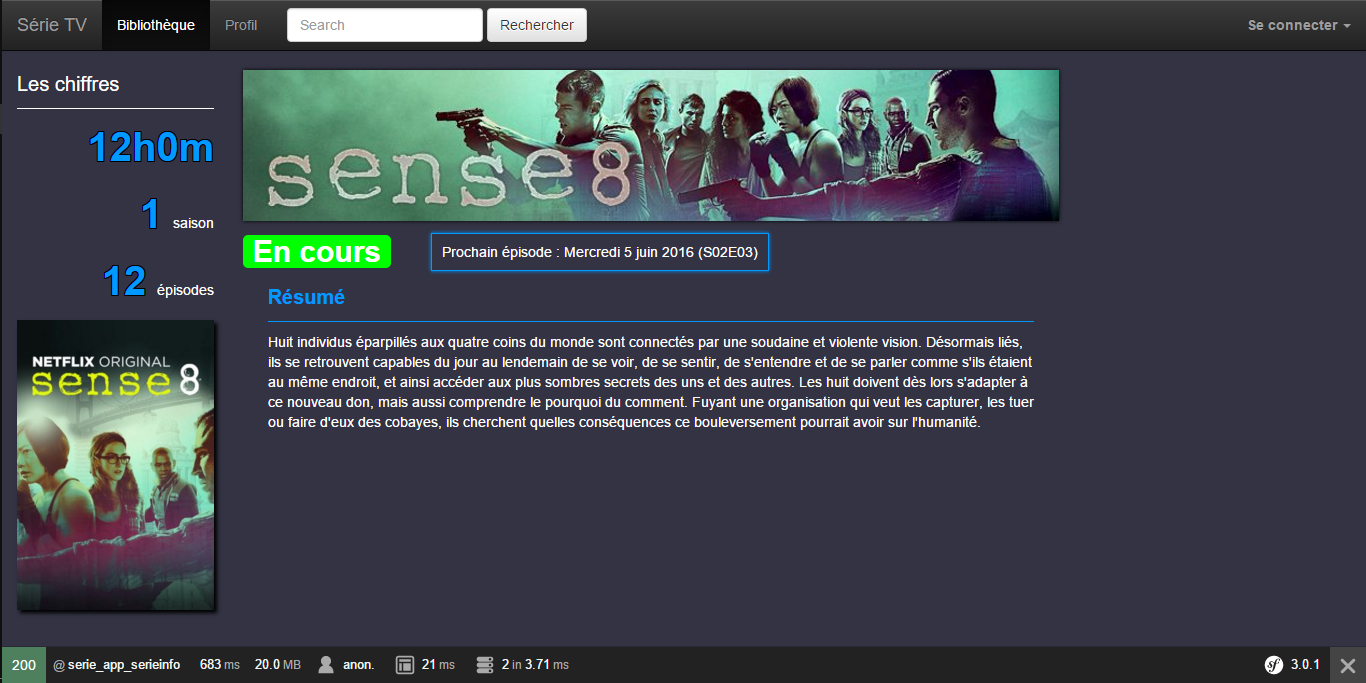 Série TV
Bibliothèque
Profil
Search
Rechercher
Se connecter
Les chiffres
12h0m
1 saison
12 épisodes
NETFLIX ORIGINAL
sense8
sense8
En cours
Prochain épisode : Mercredi 5 juin 2016 (S02E03)
Résumé
Huit individus éparpillés aux quatre coins du monde sont connectés par une soudaine et violente vision. Désormais liés,
ils se retrouvent capables du jour au lendemain de se voir, de se sentir, de s'entendre et de se parler comme s'ils étaient
au même endroit, et ainsi accéder aux plus sombres secrets des uns et des autres. Les huit doivent dès lors s'adapter à
ce nouveau don, mais aussi comprendre le pourquoi du comment. Fuyant une organisation qui veut les capturer, les tuer
ou faire d'eux des cobayes, ils cherchent quelles conséquences ce bouleversement pourrait avoir sur l'humanité.
200 @ serie_app_serieinfo 683 ms 20.0 MB anon. 21 ms 2 in 3.71 ms sf 3.0.1